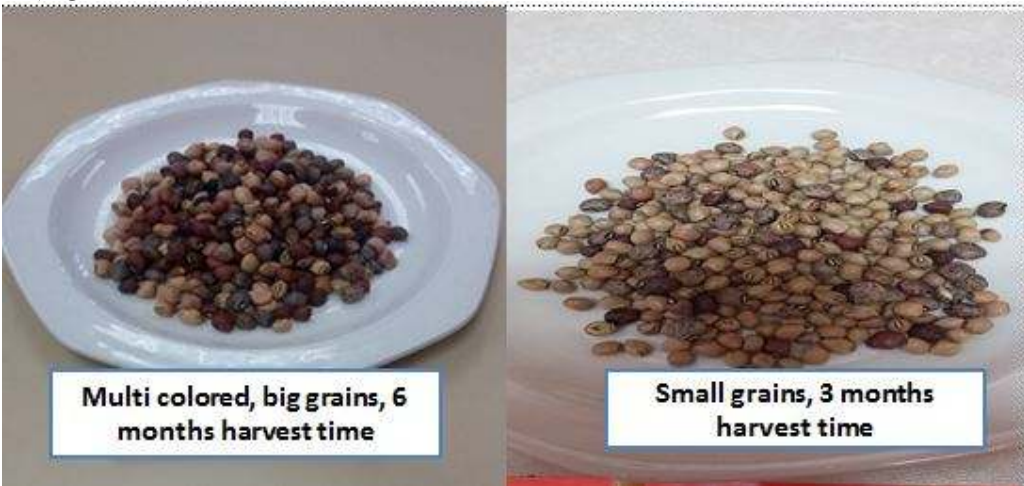 Multi colored, big grains, 6
months harvest time
Small grains, 3 months
harvest time